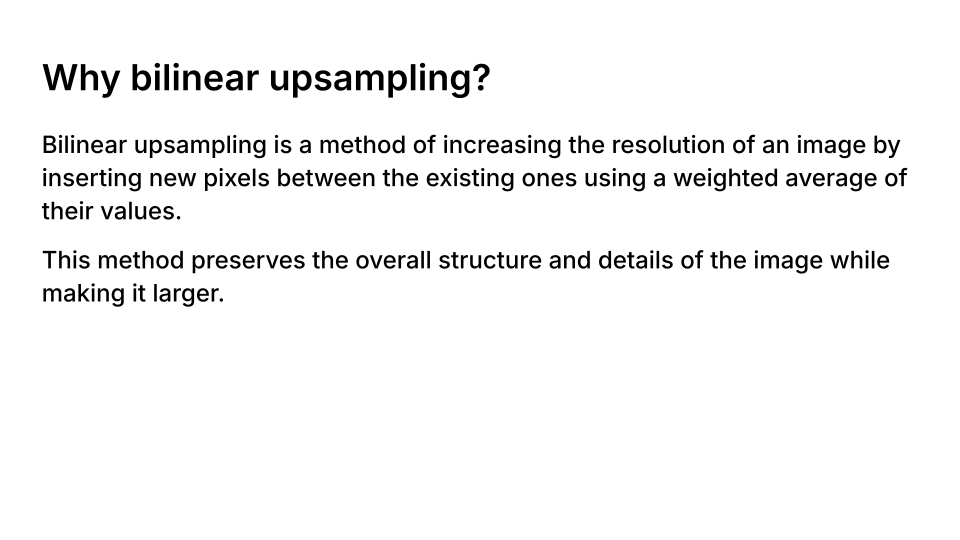 Why bilinear upsampling?
Bilinear upsampling is a method of increasing the resolution of an image by
inserting new pixels between the existing ones using a weighted average of
their values.
This method preserves the overall structure and details of the image while
making it larger.